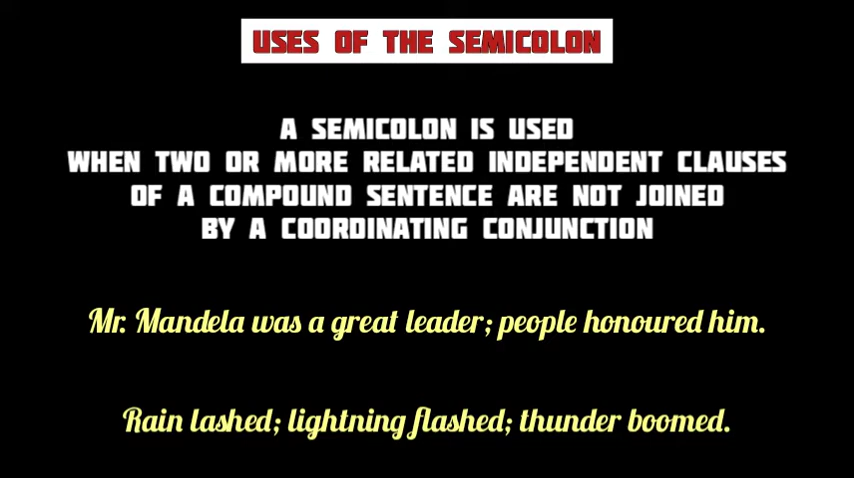 USES OF THE SEMICOLON
A SEMICOLON IS USED
WHEN TWO OR MORE RELATED INDEPENDENT CLAUSES
OF A COMPOUND SENTENCE ARE NOT JOINED
BY A COORDINATING CONJUNCTION
Mr. Mandela was a great leader; people honoured him.
Rain lashed; lightning flashed; thunder boomed.